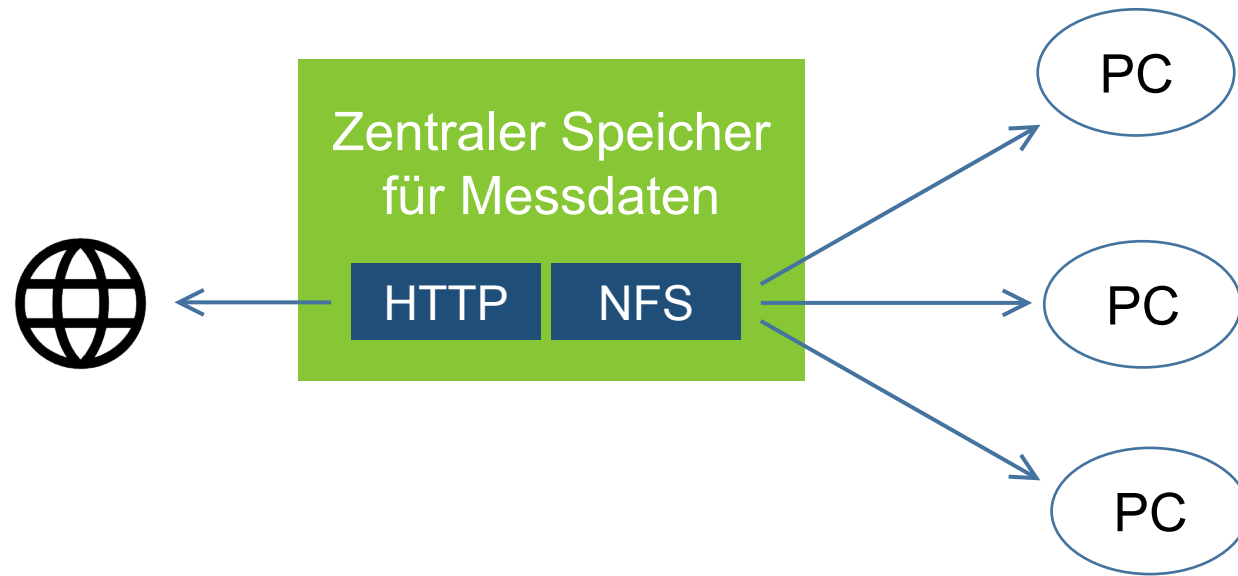 Zentraler Speicher
für Messdaten
HTTP
NFS
PC
PC
PC